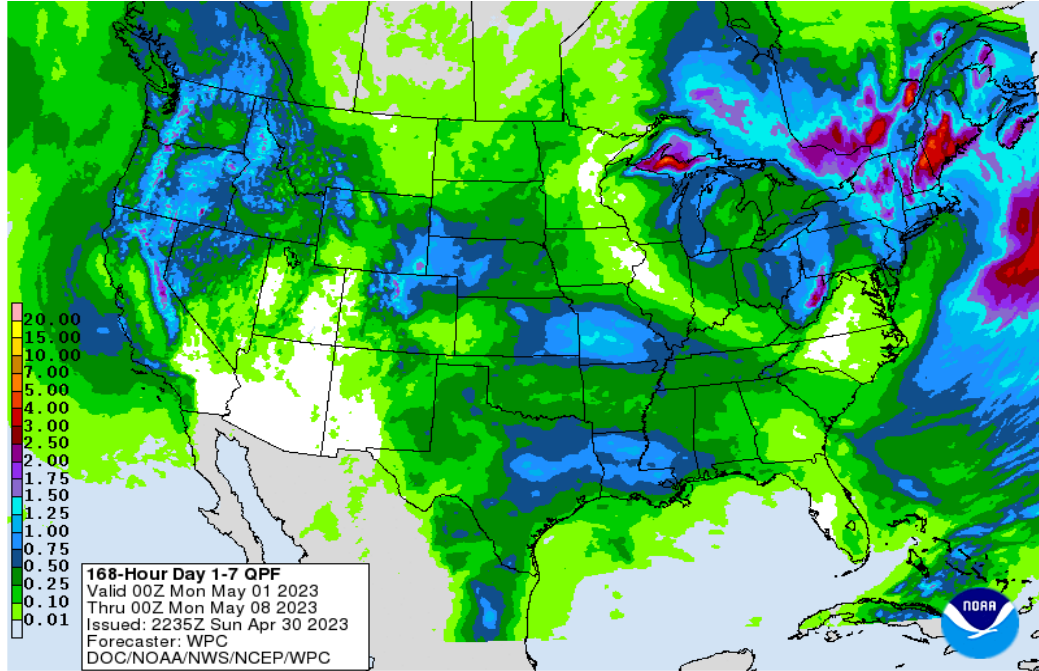 20.00
15.00
10.00
7.00
5.00
4.00
3.00
2.50
2.00
1.75
1.50
1.25
1.00
0.75
0.50
0.25
0.10
0.01
168-Hour Day 1-7 QPF
Valid 00Z Mon May 01 2023
Thru 00Z Mon May 08 2023
Issued: 2235Z Sun Apr 30 2023
Forecaster: WPC
DOC/NOAA/NWS/NCEP/WPC
NOAA